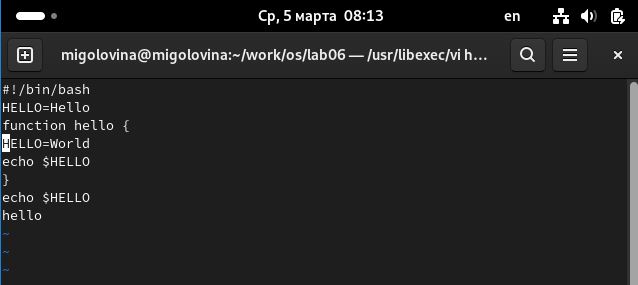 Ср, 5 марта 08:13
en
migolovina@migolovina:~/work/os/lab06 — /usr/libexec/vi h…
#!/bin/bash
HELLO=Hello
function hello {
HELLO=World
echo $HELLO
}
echo $HELLO
hello
~
~
~